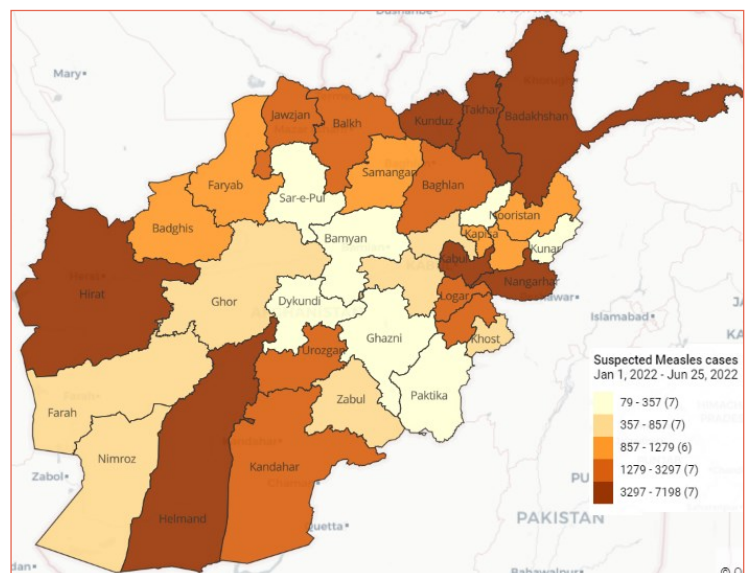 Mary
Jawzjan
Balkh
Kunduz
Takhar
Badakhshan
Faryab
Samangan
Baghlan
Sar-e-Pul
Nooristan
Badghis
Kapisa
Bamyan
Kunar
Kabul
Hirat
Nangarhar
Ghor
Dykundi
Logar
Islamabad
Ghazni
Khost
Urozgan
Farah
Zabul
Paktika
Nimroz
Zabol
Kandahar
Helmand
Quetta
PAKISTAN
Suspected Measles cases
Jan 1, 2022 - Jun 25, 2022
79 - 357 (7)
357 - 857 (7)
857 - 1279 (6)
1279 - 3297 (7)
3297 - 7198 (7)